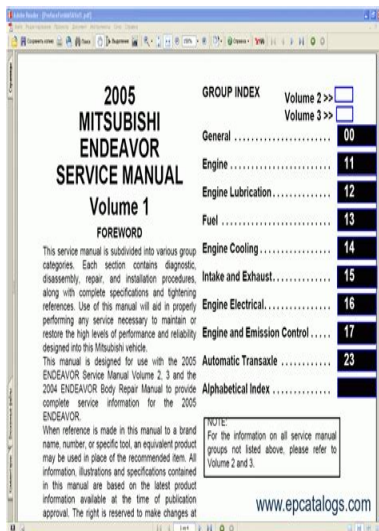 2005
MITSUBISHI
ENDEAVOR
SERVICE MANUAL
Volume 1
FOREWORD
This service manual is subdivided into various group
categories. Each section contains diagnostic,
disassembly, repair, and installation procedures,
along with complete specifications and tightening
references. Use of this manual will aid in properly
performing any service necessary to maintain or
restore the high levels of performance and reliability
designed into this Mitsubishi vehicle.
This manual is designed for use with the 2005
ENDEAVOR Service Manual Volume 2, 3 and the
2004 ENDEAVOR Body Repair Manual to provide
complete service information for the 2005
ENDEAVOR.
When reference is made in this manual to a brand
name, number, or specific tool, an equivalent product
may be used in place of the recommended item. All
information, illustrations and specifications contained
in this manual are based on the latest product
information available at the time of publication
approval. The right is reserved to make changes at
GROUP INDEX
Volume 2 >>
Volume 3 >>
General . . . . . . . . . . . . . . . . . . 00
Engine . . . . . . . . . . . . . . . . . . . 11
Engine Lubrication . . . . . . . . . . . . 12
Fuel . . . . . . . . . . . . . . . . . . . . 13
Engine Cooling . . . . . . . . . . . . . . 14
Intake and Exhaust . . . . . . . . . . . . 15
Engine Electrical . . . . . . . . . . . . . 16
Engine and Emission Control . . . . . 17
Automatic Transaxle . . . . . . . . . . . 23
Alphabetical Index . . . . . . . . . . . .
NOTE:
For the information on all service manual
groups not listed above, please refer to
Volume 2 and 3.
www.epcatalogs.com